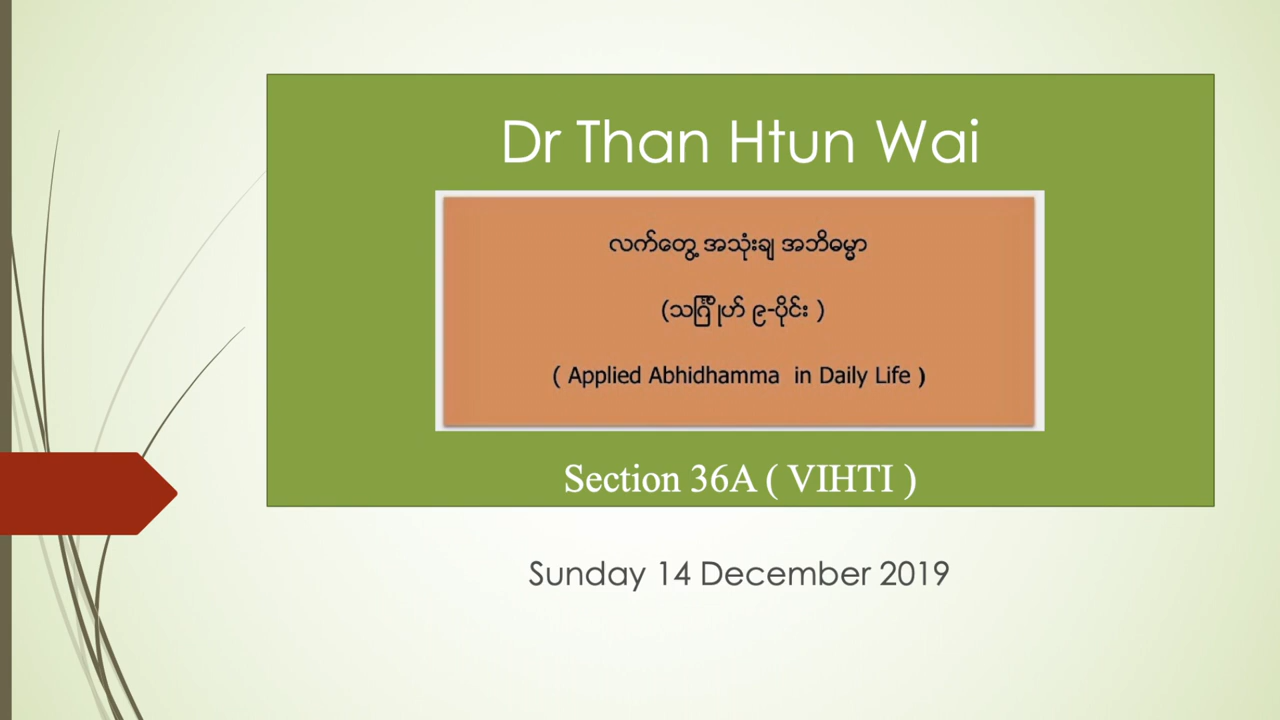 Dr Than Htun Wai
လက်တွေ့ အသုံးချ အဘိဓမ္မာ
(သင်္ဂြိုဟ် ၉-ပိုင်း )
( Applied Abhidhamma in Daily Life )
Section 36A ( VIHTI )
Sunday 14 December 2019